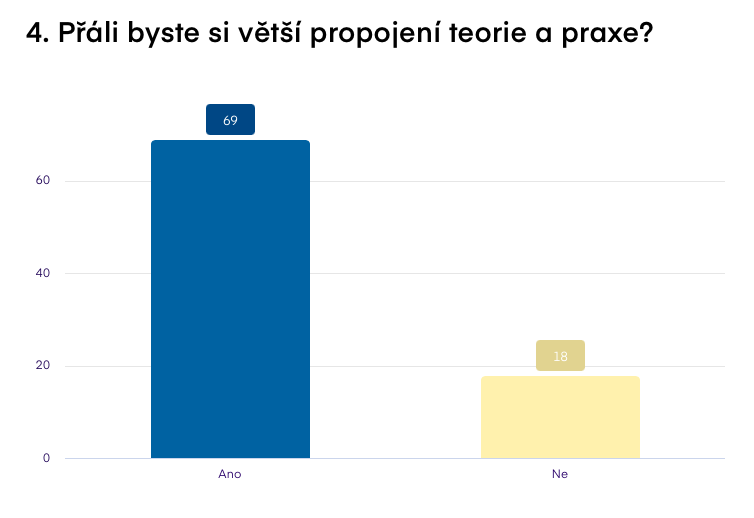 4. Přáli byste si větší propojení teorie a praxe?
69
60
40
18
20
0
Ano
Ne